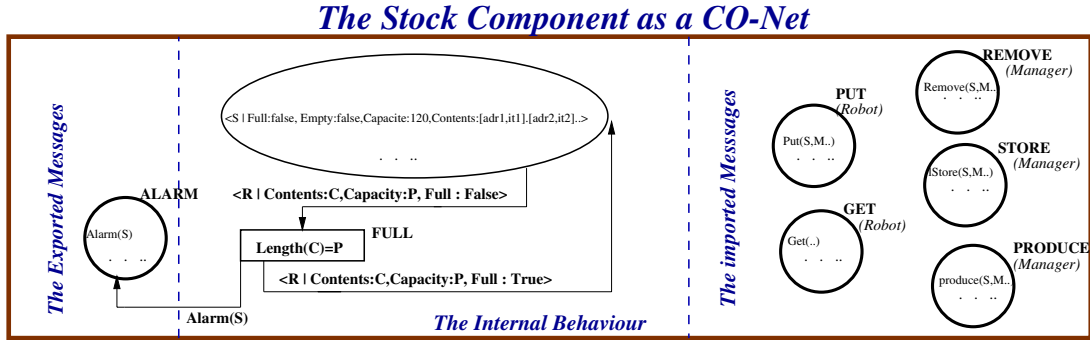 The Stock Component as a CO-Net
The Exported Messages
ALARM
Alarm(S)
. . ..
<S | Full:false, Empty:false,Capacite:120,Contents:[adr1,it1].[adr2,it2]..>
. . ..
<R | Contents:C,Capacity:P, Full : False>
FULL
Length(C)=P
<R | Contents:C,Capacity:P, Full : True>
Alarm(S)
The Internal Behaviour
The imported Messsages
PUT
(Robot)
Put(S,M..)
. . ..
GET
(Robot)
Get(..)
. . ..
REMOVE
(Manager)
Remove(S,M..
. . ..
STORE
(Manager)
lStore(S,M..)
. . ..
PRODUCE
(Manager)
produce(S,M..
. . ..